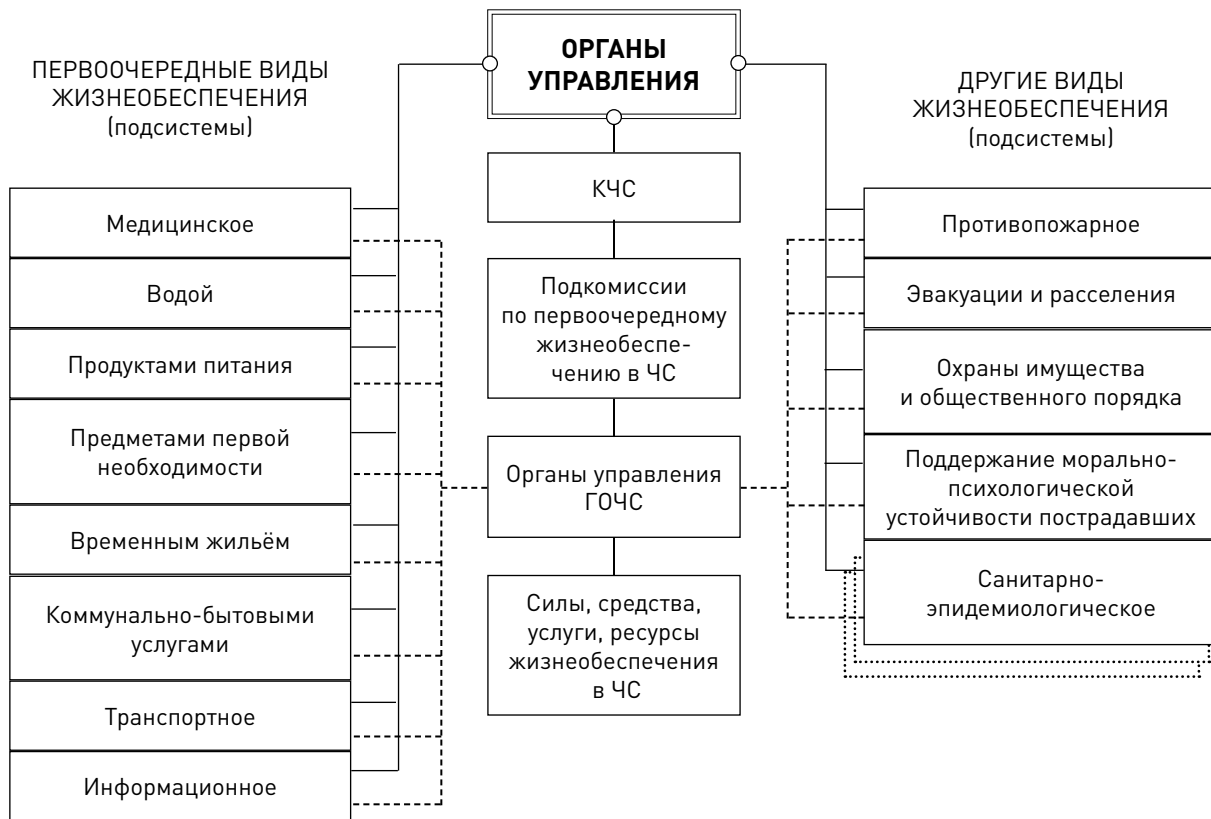 ОРГАНЫ
УПРАВЛЕНИЯ
ПЕРВООЧЕРЕДНЫЕ ВИДЫ
ЖИЗНЕОБЕСПЕЧЕНИЯ
(подсистемы)
Медицинское
Водой
Продуктами питания
Предметами первой
необходимости
Временным жильём
Коммунально-бытовыми
услугами
Транспортное
Информационное
КЧС
Подкомиссии
по первоочередному
жизнеобеспе-
чению в ЧС
Органы управления
ГОЧС
Силы, средства,
услуги, ресурсы
жизнеобеспечения
в ЧС
ДРУГИЕ ВИДЫ
ЖИЗНЕОБЕСПЕЧЕНИЯ
(подсистемы)
Противопожарное
Эвакуации и расселения
Охраны имущества
и общественного порядка
Поддержание морально-
психологической
устойчивости пострадавших
Санитарно-
эпидемиологическое